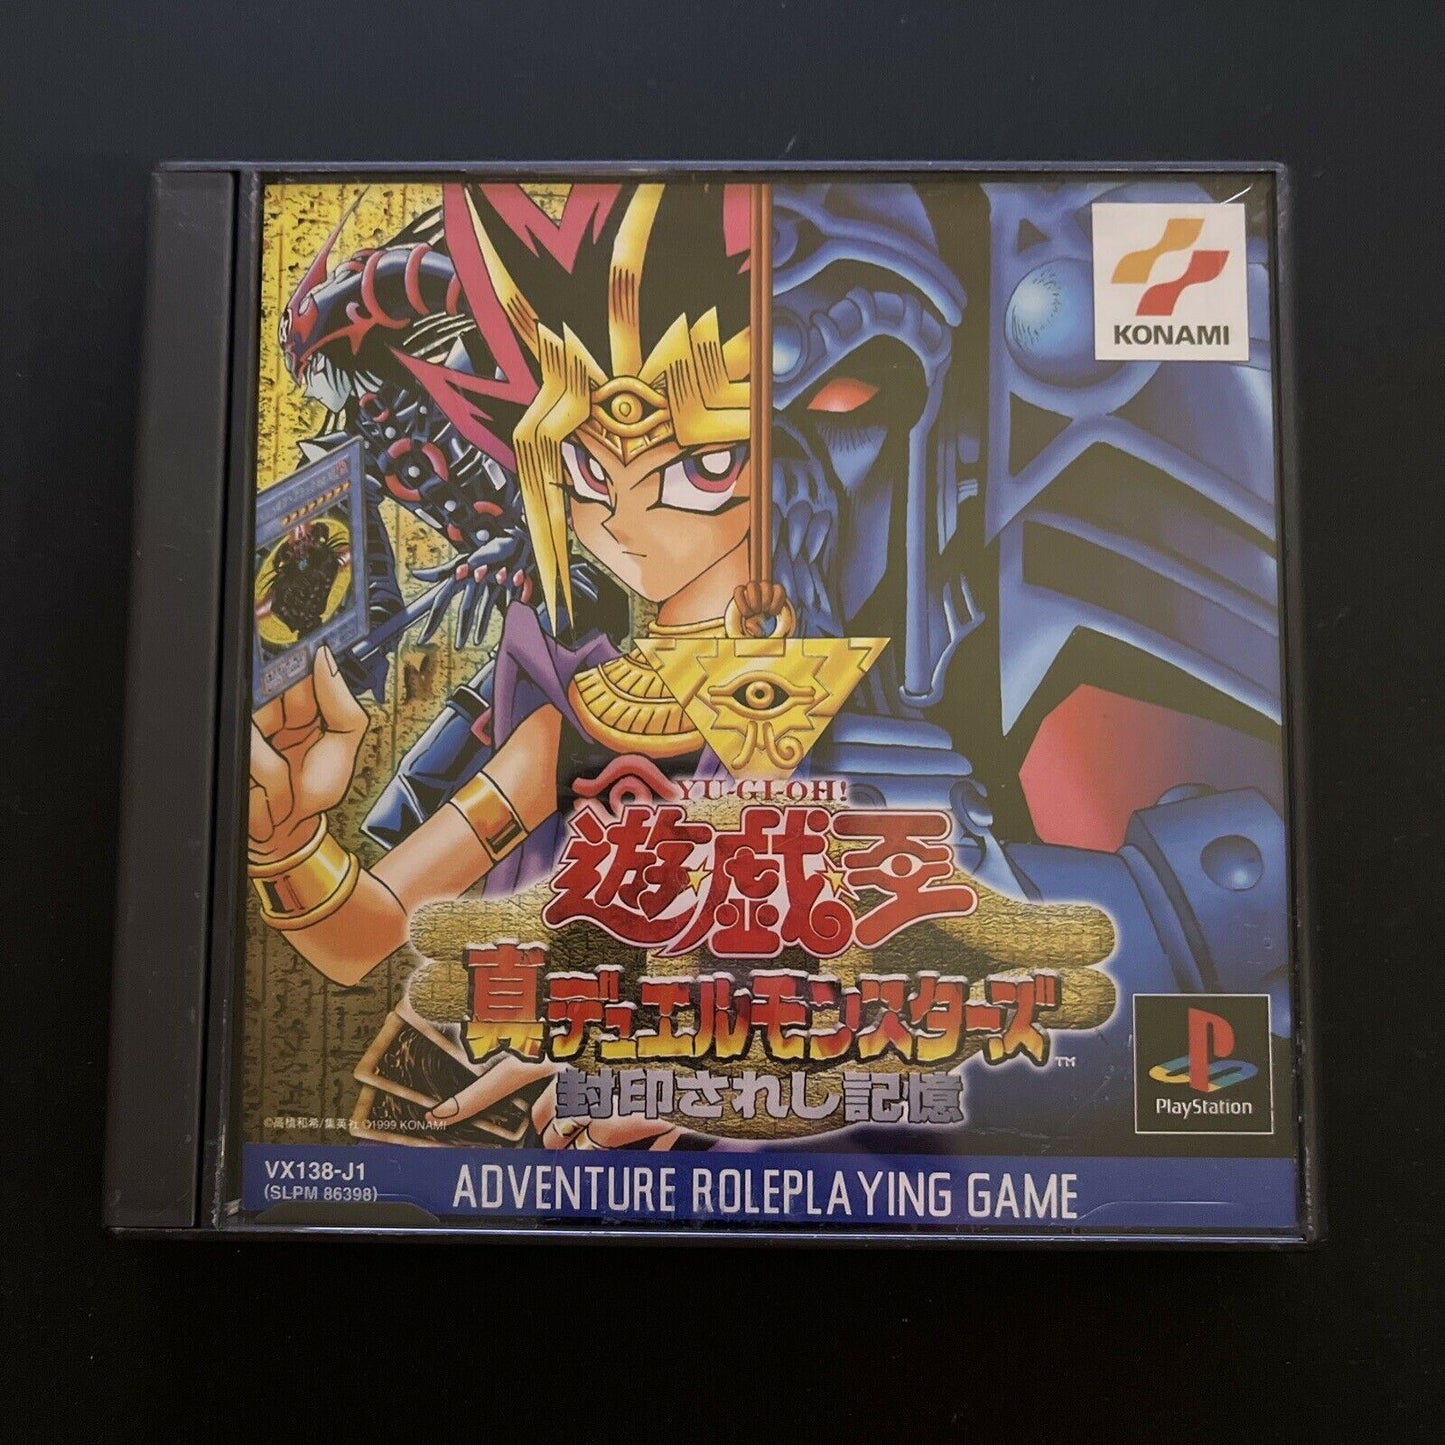 KONAMI
YU-GI-OH!
遊☆戯☆王
真デュエルモンスターズ™
封印されし記憶
©高橋和希/集英社 ©1999 KONAMI
PlayStation
VX138-J1
(SLPM 86398)
ADVENTURE ROLEPLAYING GAME